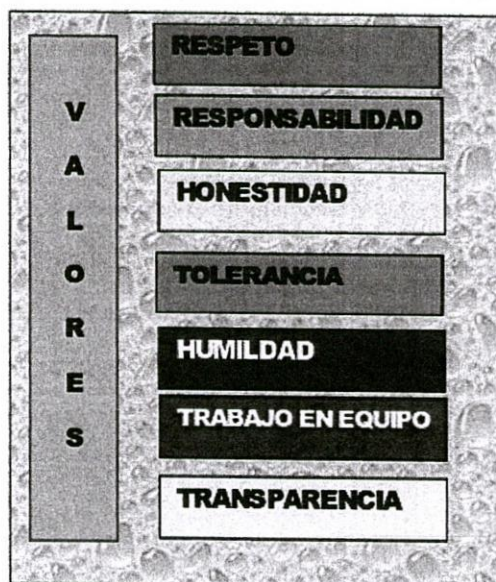 VALORES
RESPETO
RESPONSABILIDAD
HONESTIDAD
TOLERANCIA
HUMILDAD
TRABAJO EN EQUIPO
TRANSPARENCIA